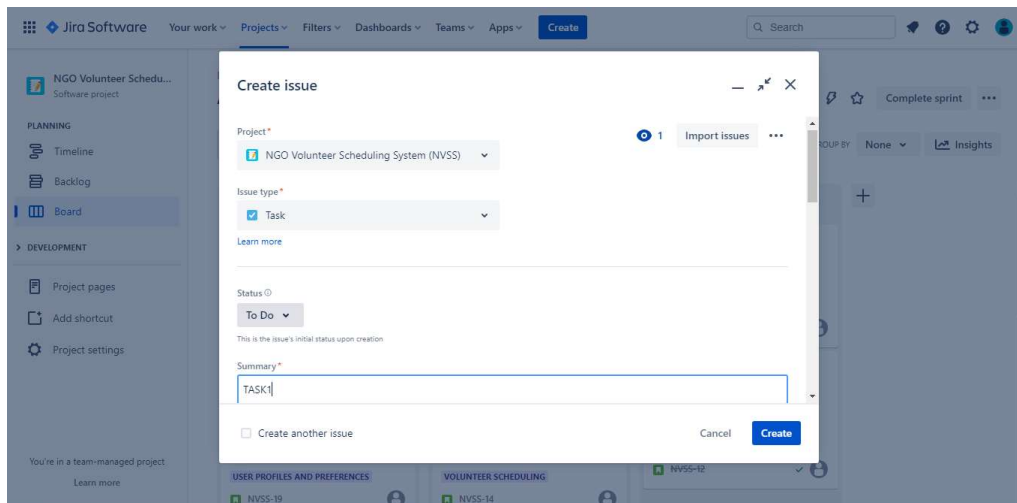 Jira Software
Your work
Projects
Filters
Dashboards
Teams
Apps
Create
Search
NGO Volunteer Schedu...
Software project
PLANNING
Timeline
Backlog
Board
DEVELOPMENT
Project pages
Add shortcut
Project settings
You're in a team-managed project
Learn more
Complete sprint
None
Insights
Create issue
Project*
1
Import issues
NGO Volunteer Scheduling System (NVSS)
Issue type*
Task
Learn more
Status
To Do
This is the issue's initial status upon creation
Summary*
TASK1
Create another issue
Cancel
Create
USER PROFILES AND PREFERENCES
VOLUNTEER SCHEDULING
NVSS-12
NVSS-19
NVSS-14